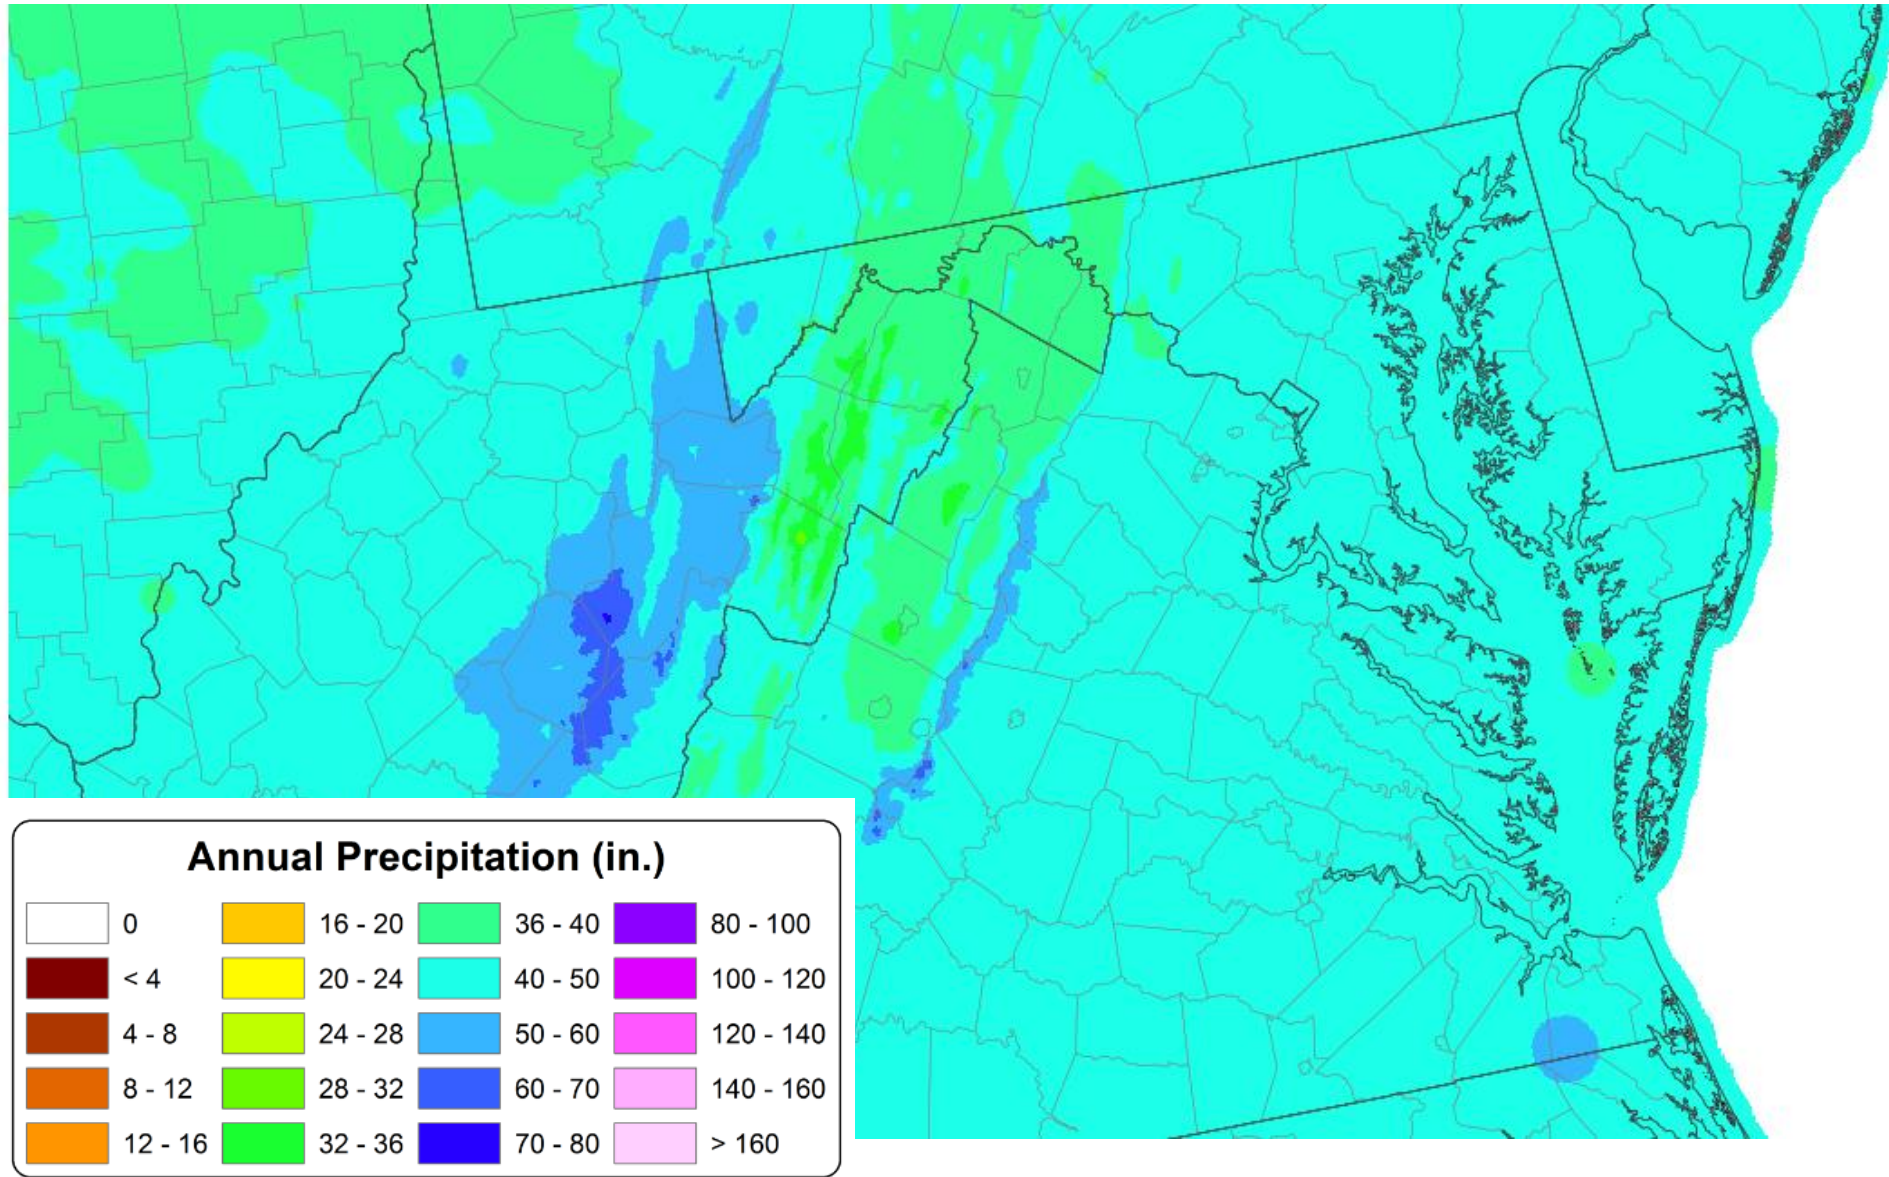 Annual Precipitation (in.)
0 16 - 20 36 - 40 80 - 100
< 4 20 - 24 40 - 50 100 - 120
4 - 8 24 - 28 50 - 60 120 - 140
8 - 12 28 - 32 60 - 70 140 - 160
12 - 16 32 - 36 70 - 80 > 160